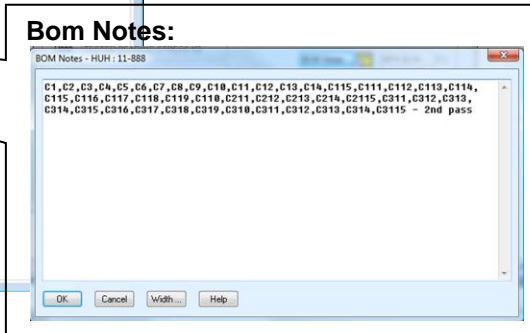 Bom Notes:
BOM Notes - HUH : 11-888
C1,C2,C3,C4,C5,C6,C7,C8,C9,C10,C11,C12,C13,C14,C115,C111,C112,C113,C114,
C115,C116,C117,C118,C119,C110,C211,C212,C213,C214,C2115,C311,C312,C313,
C314,C315,C316,C317,C318,C319,C310,C311,C312,C313,C314,C3115 - 2nd pass
OK
Cancel
Width ...
Help